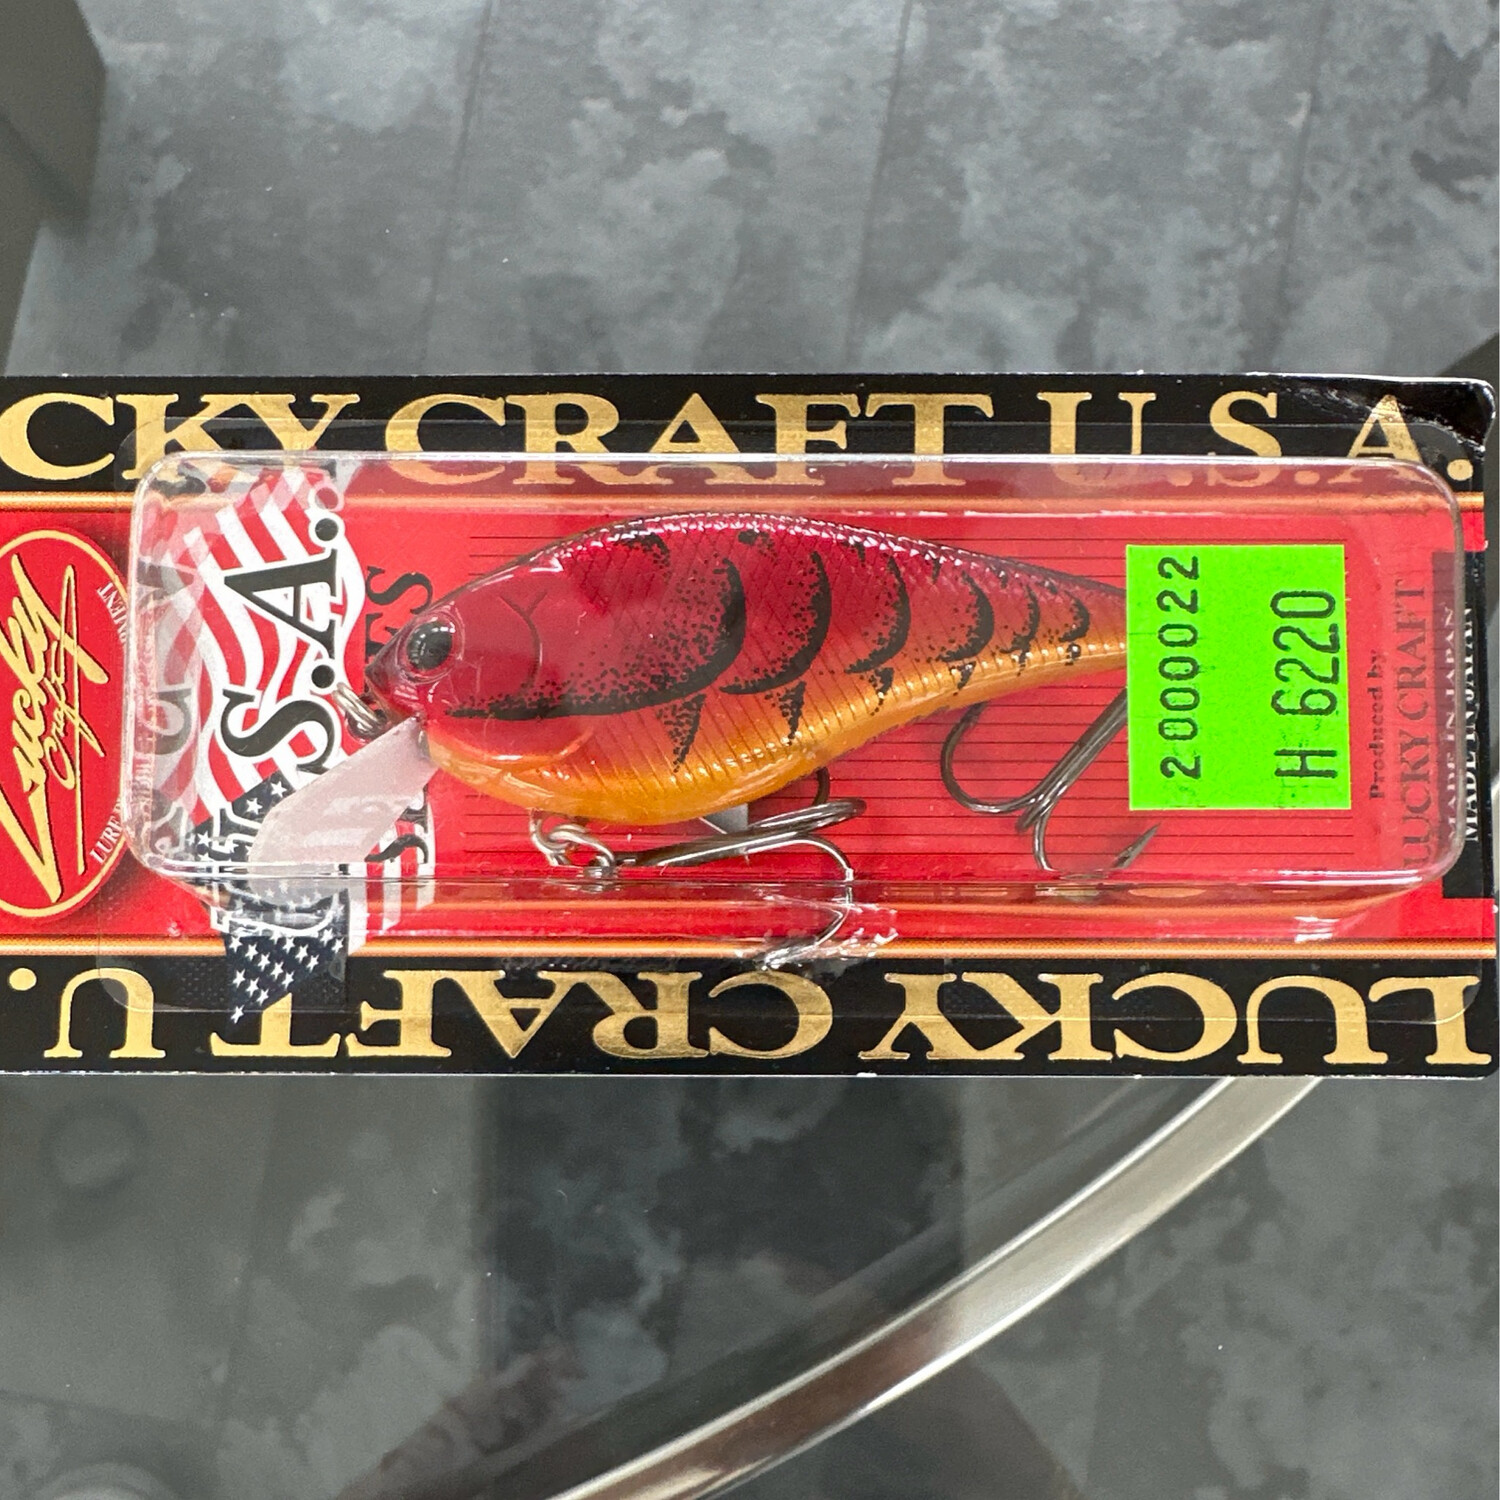 CKY CRAFT U.S.A.
Lucky
Craft
S.A.
2000022
H 6220
Produced by
LUCKY CRAFT
MADE IN JAPAN
LUCKY CRAFT U.